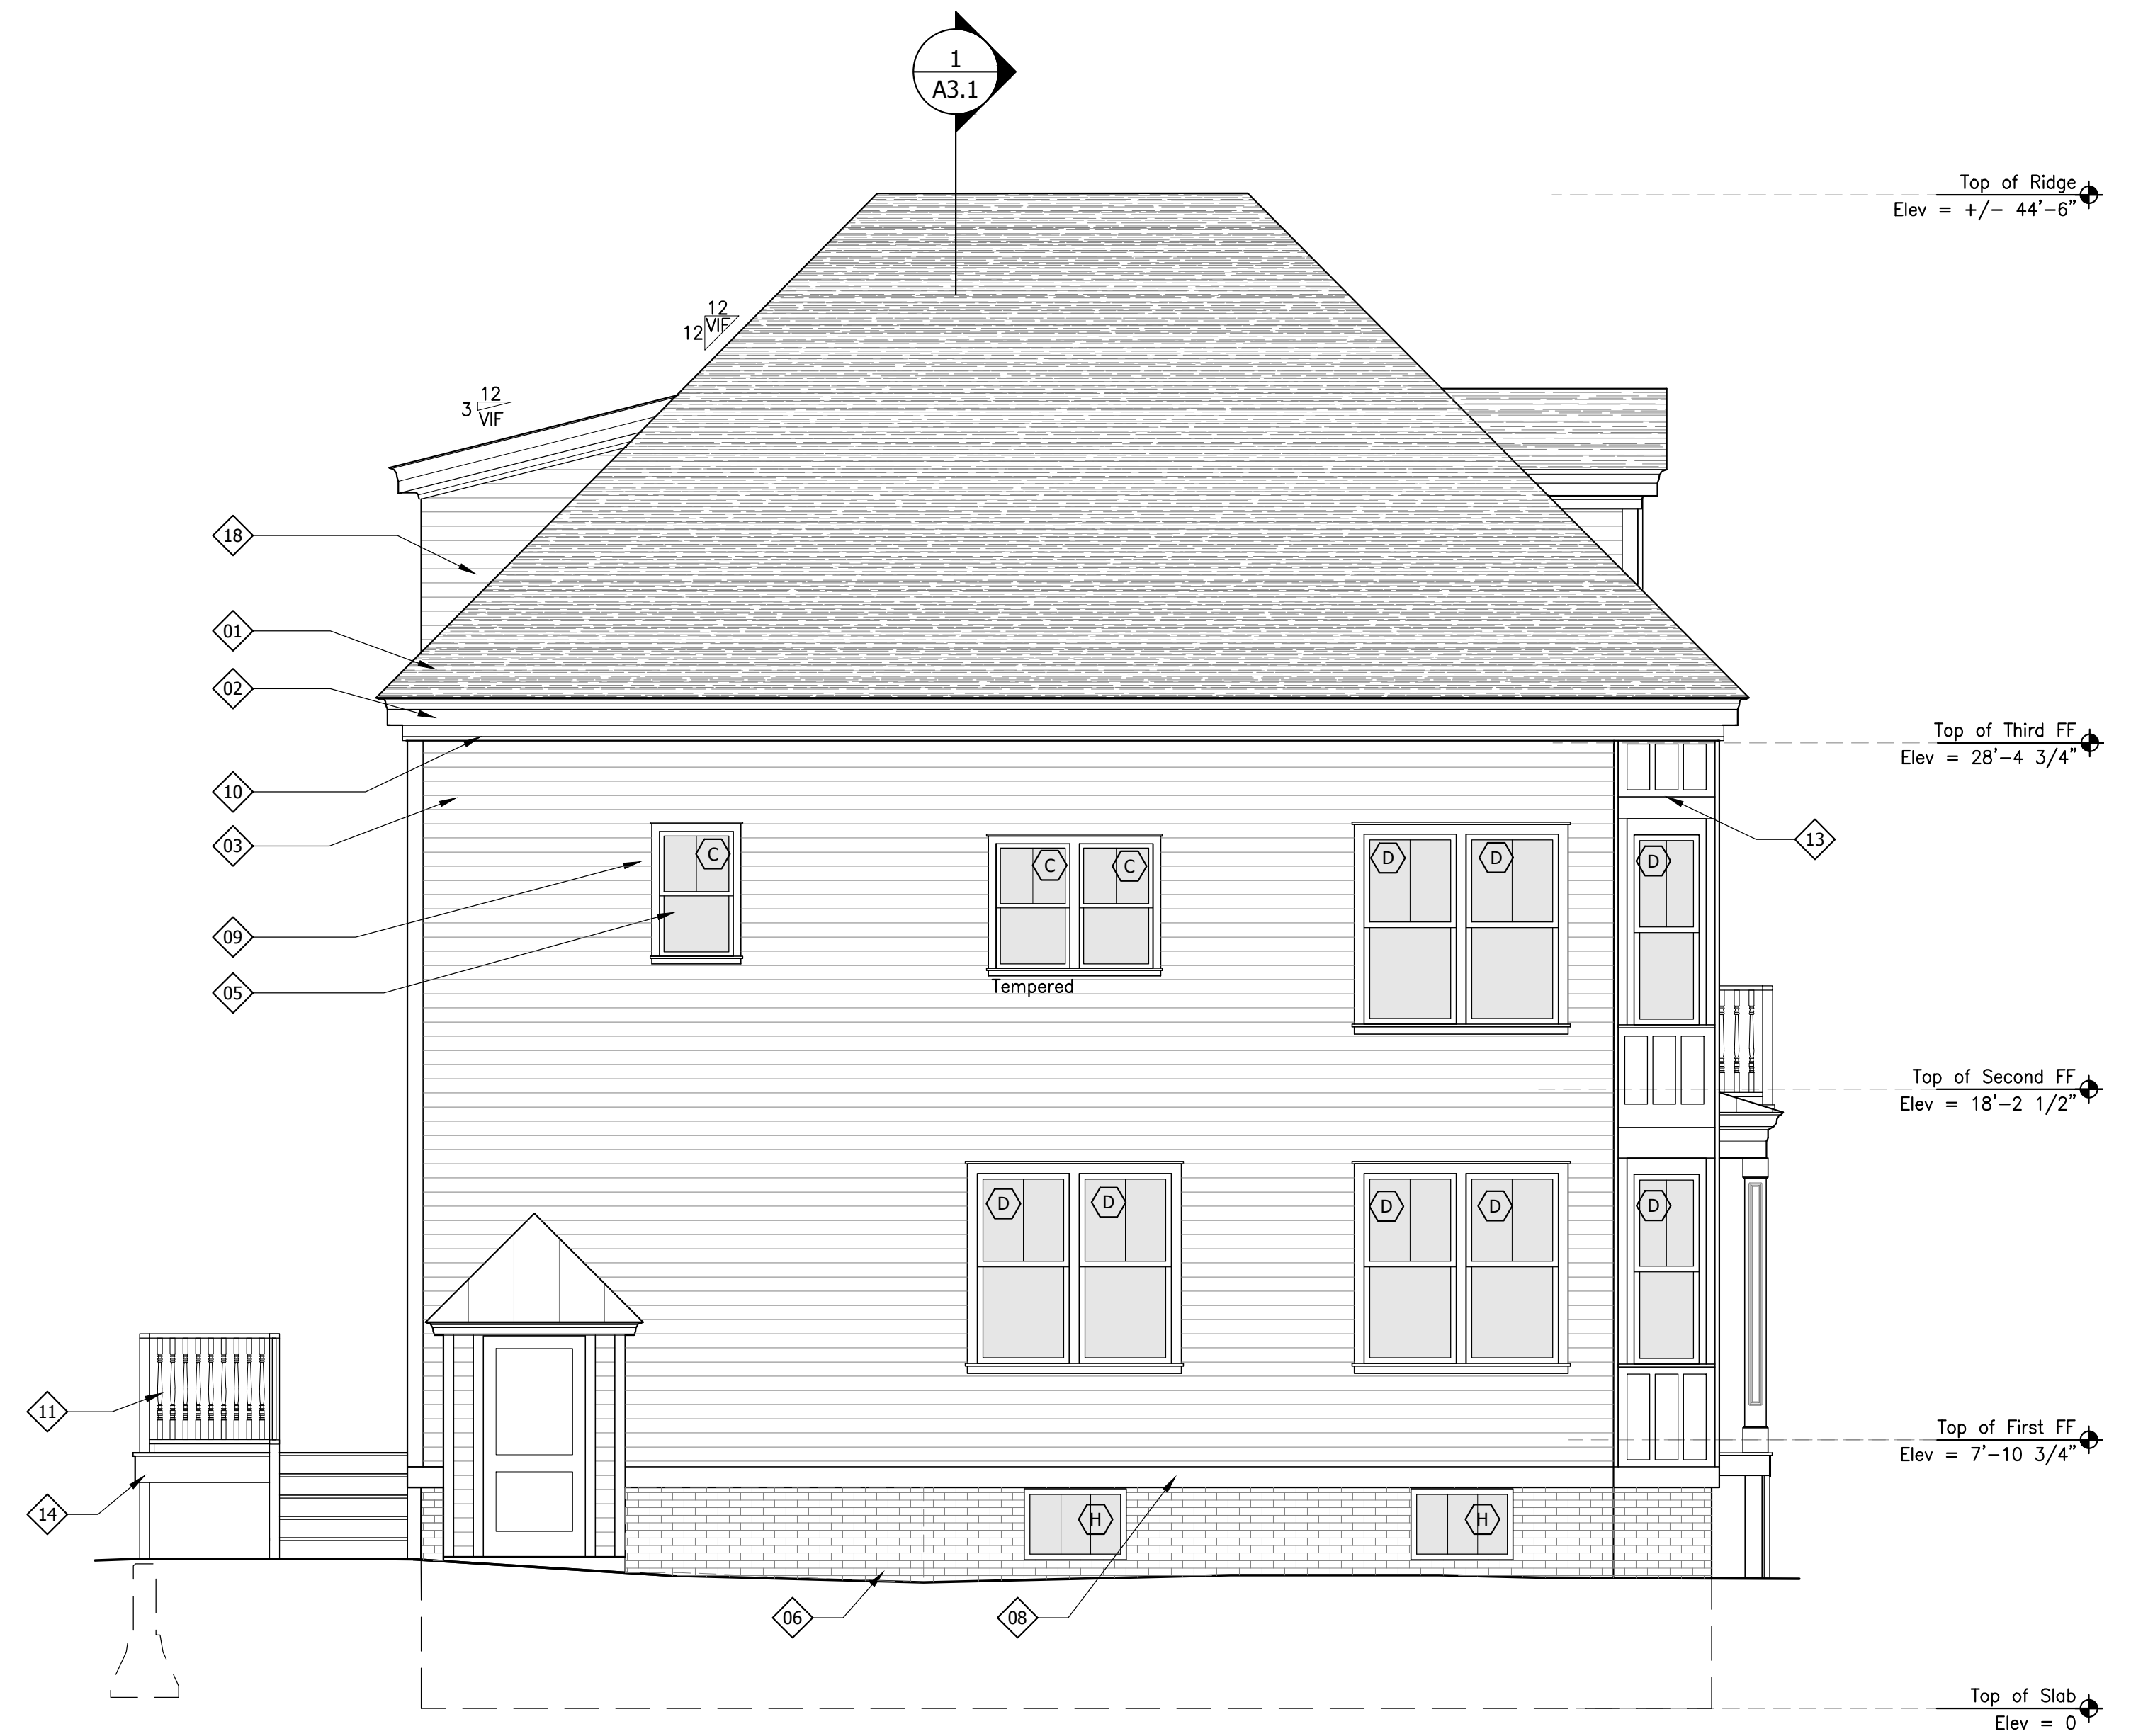 1
A3.1
Top of Ridge
Elev = +/- 44'-6"
12
12 VIF
12
3 VIF
18
01
02
Top of Third FF
Elev = 28'-4 3/4"
10
03
13
C
C
C
D
D
D
09
05
Tempered
Top of Second FF
Elev = 18'-2 1/2"
D
D
D
D
D
11
Top of First FF
Elev = 7'-10 3/4"
14
H
H
06
08
Top of Slab
Elev = 0